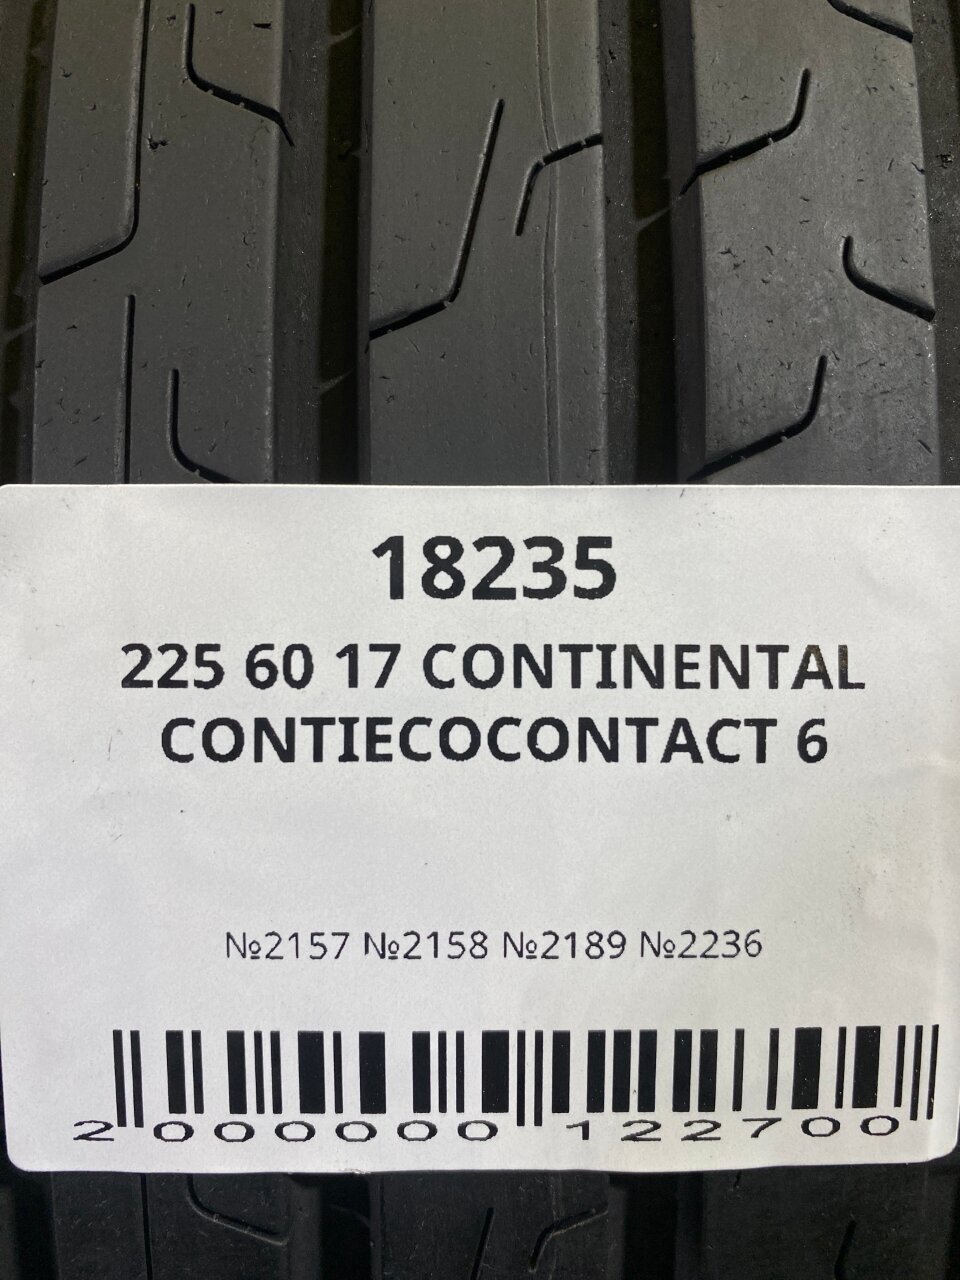 18235
225 60 17 CONTINENTAL
CONTIECOCONTACT 6
№2157 №2158 №2189 №2236
2 000000 122700